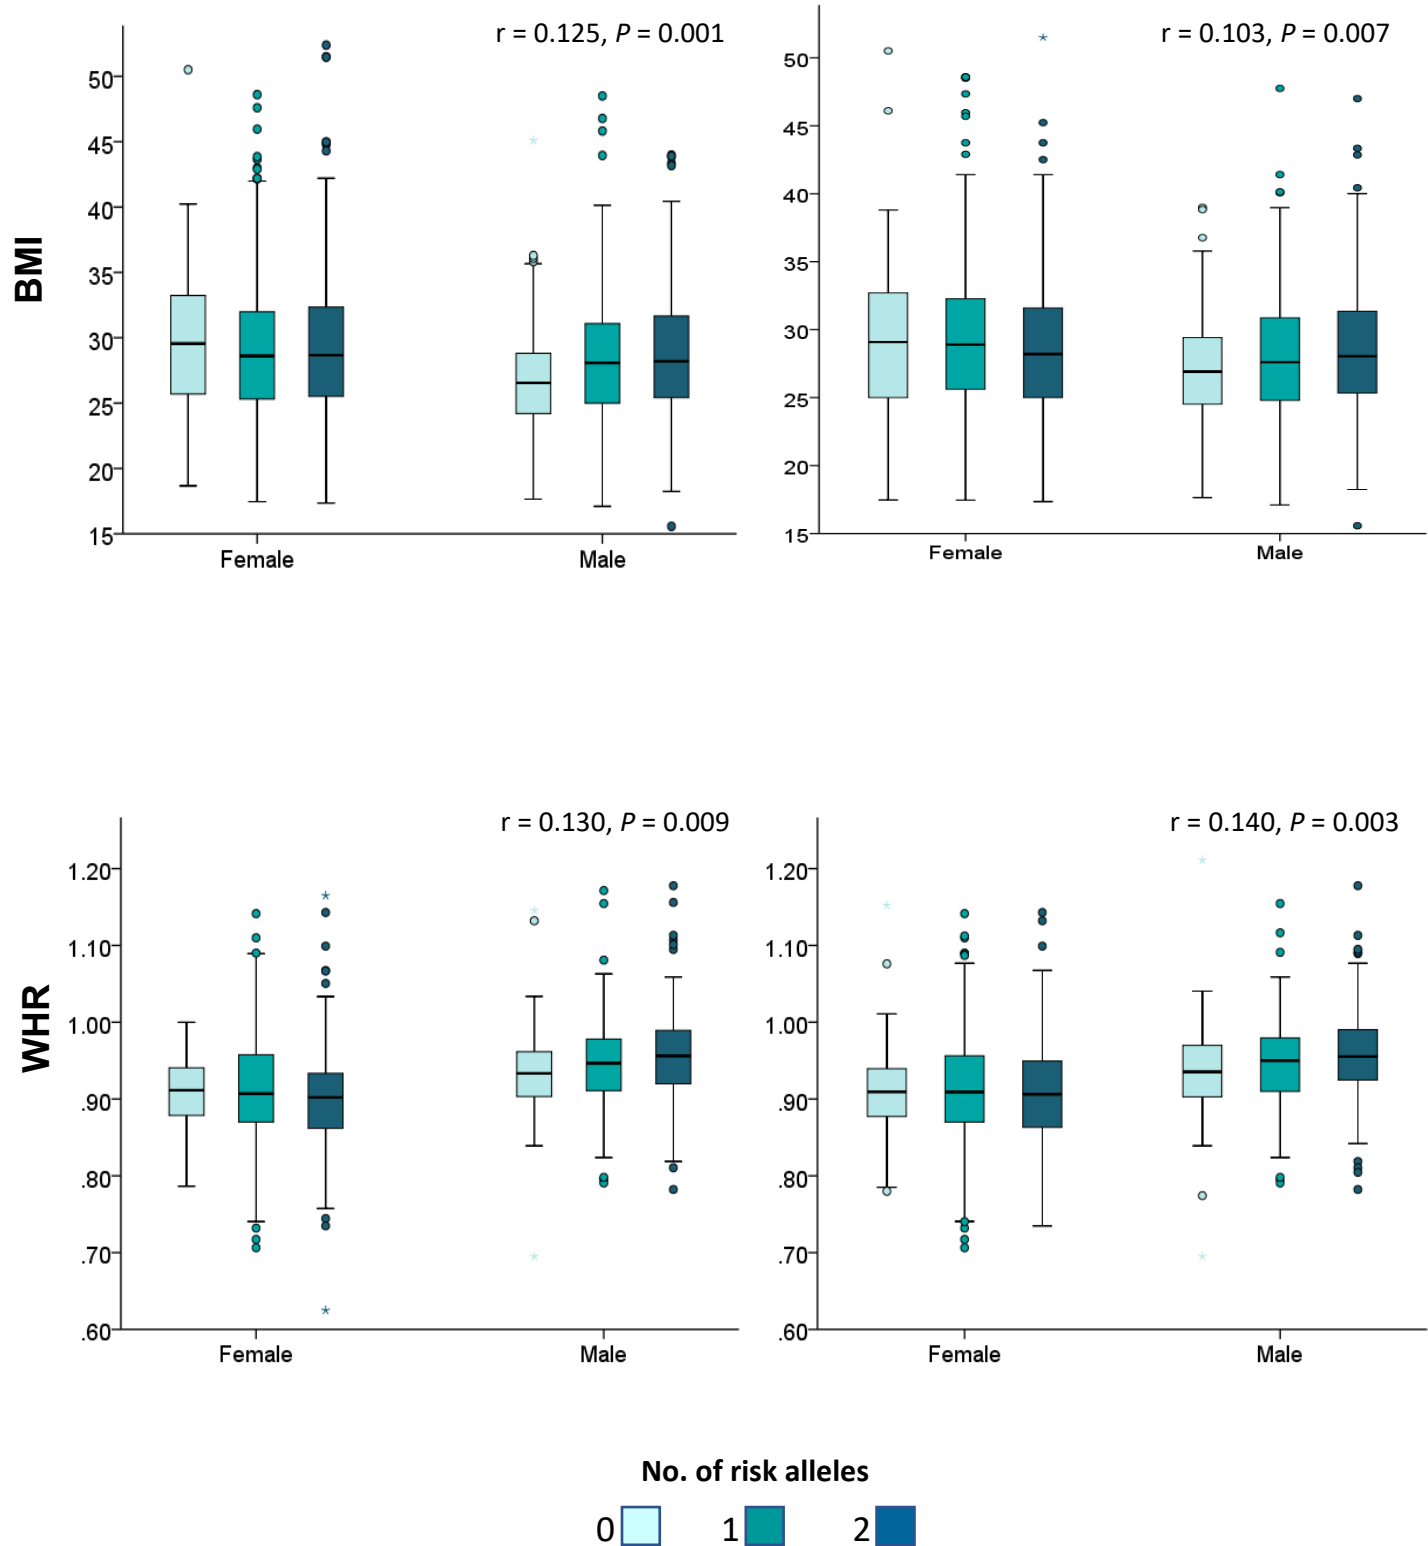 r = 0.125, P = 0.001
BMI
50
45
40
35
30
25
20
15
Female
Male
r = 0.103, P = 0.007
50
45
40
35
30
25
20
15
Female
Male
r = 0.130, P = 0.009
WHR
1.20
1.10
1.00
.90
.80
.70
.60
Female
Male
r = 0.140, P = 0.003
1.20
1.10
1.00
.90
.80
.70
.60
Female
Male
No. of risk alleles
0 1 2